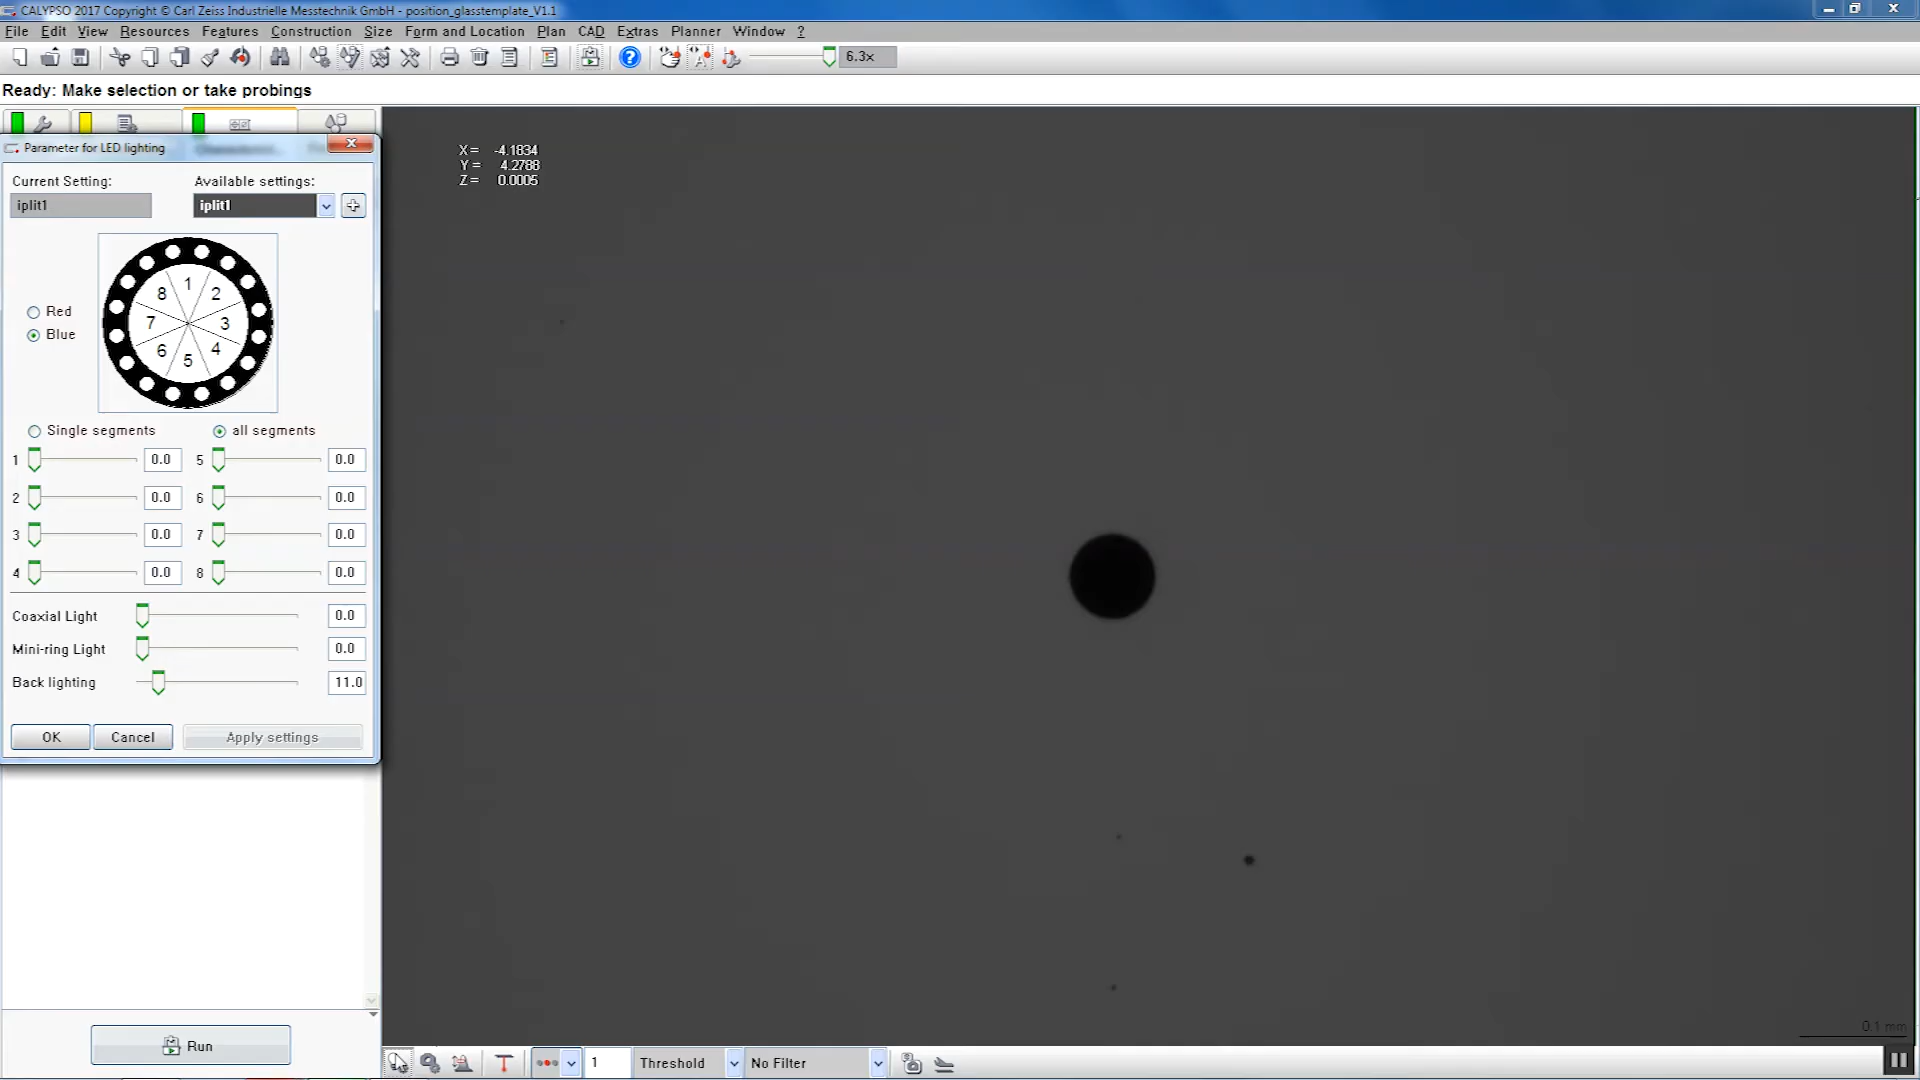 CALYPSO 2017 Copyright © Carl Zeiss Industrielle Messtechnik GmbH - position_glasstemplate_V1.1
File Edit View Resources Features Construction Size Form and Location Plan CAD Extras Planner Window ?
6.3x
Ready: Make selection or take probings
Parameter for LED lighting
Current Setting: Available settings:
iplit1 iplit1
X= -4.1834
Y= 4.2788
Z= 0.0005
Red
Blue
1
2
3
4
5
6
7
8
Single segments all segments
1 0.0 5 0.0
2 0.0 6 0.0
3 0.0 7 0.0
4 0.0 8 0.0
Coaxial Light 0.0
Mini-ring Light 0.0
Back lighting 11.0
OK Cancel Apply settings
0.1 mm
Run
1 Threshold No Filter